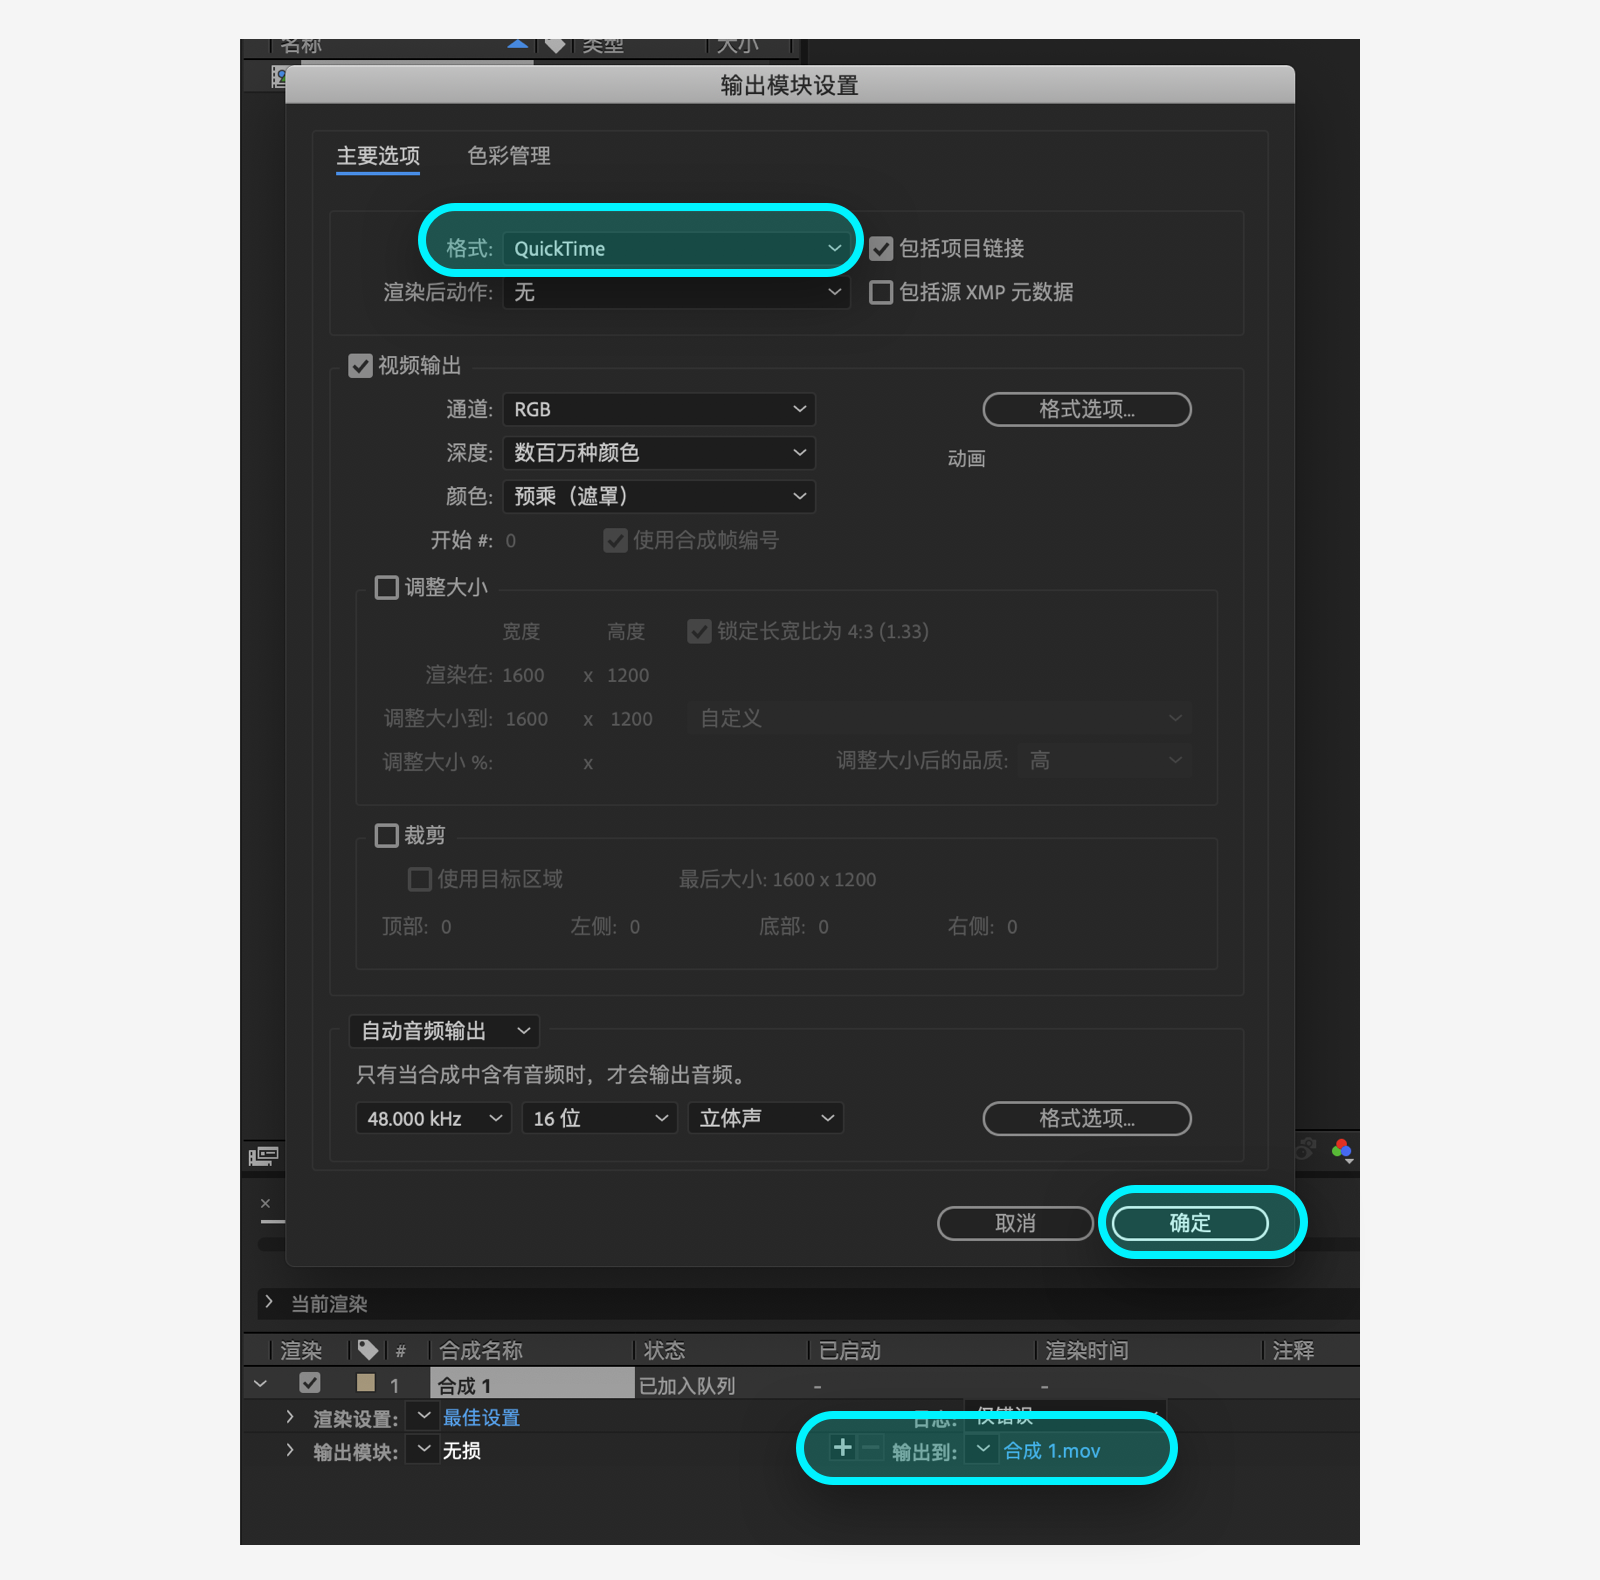 名称 类型 大小
输出模块设置
主要选项 色彩管理
格式: QuickTime 包括项目链接
渲染后动作: 无 包括源 XMP 元数据
视频输出
通道: RGB 格式选项...
深度: 数百万种颜色 动画
颜色: 预乘（遮罩）
开始 #: 0 使用合成帧编号
调整大小
宽度 高度 锁定长宽比为 4:3 (1.33)
渲染在: 1600 x 1200
调整大小到: 1600 x 1200 自定义
调整大小 %: x 调整大小后的品质: 高
裁剪
使用目标区域 最后大小: 1600 x 1200
顶部: 0 左侧: 0 底部: 0 右侧: 0
自动音频输出
只有当合成中含有音频时，才会输出音频。
48.000 kHz 16 位 立体声 格式选项...
取消 确定
当前渲染
渲染 # 合成名称 状态 已启动 渲染时间 注释
1 合成 1 已加入队列 - -
渲染设置: 最佳设置 日志: 仅错误
输出模块: 无损 输出到: 合成 1.mov